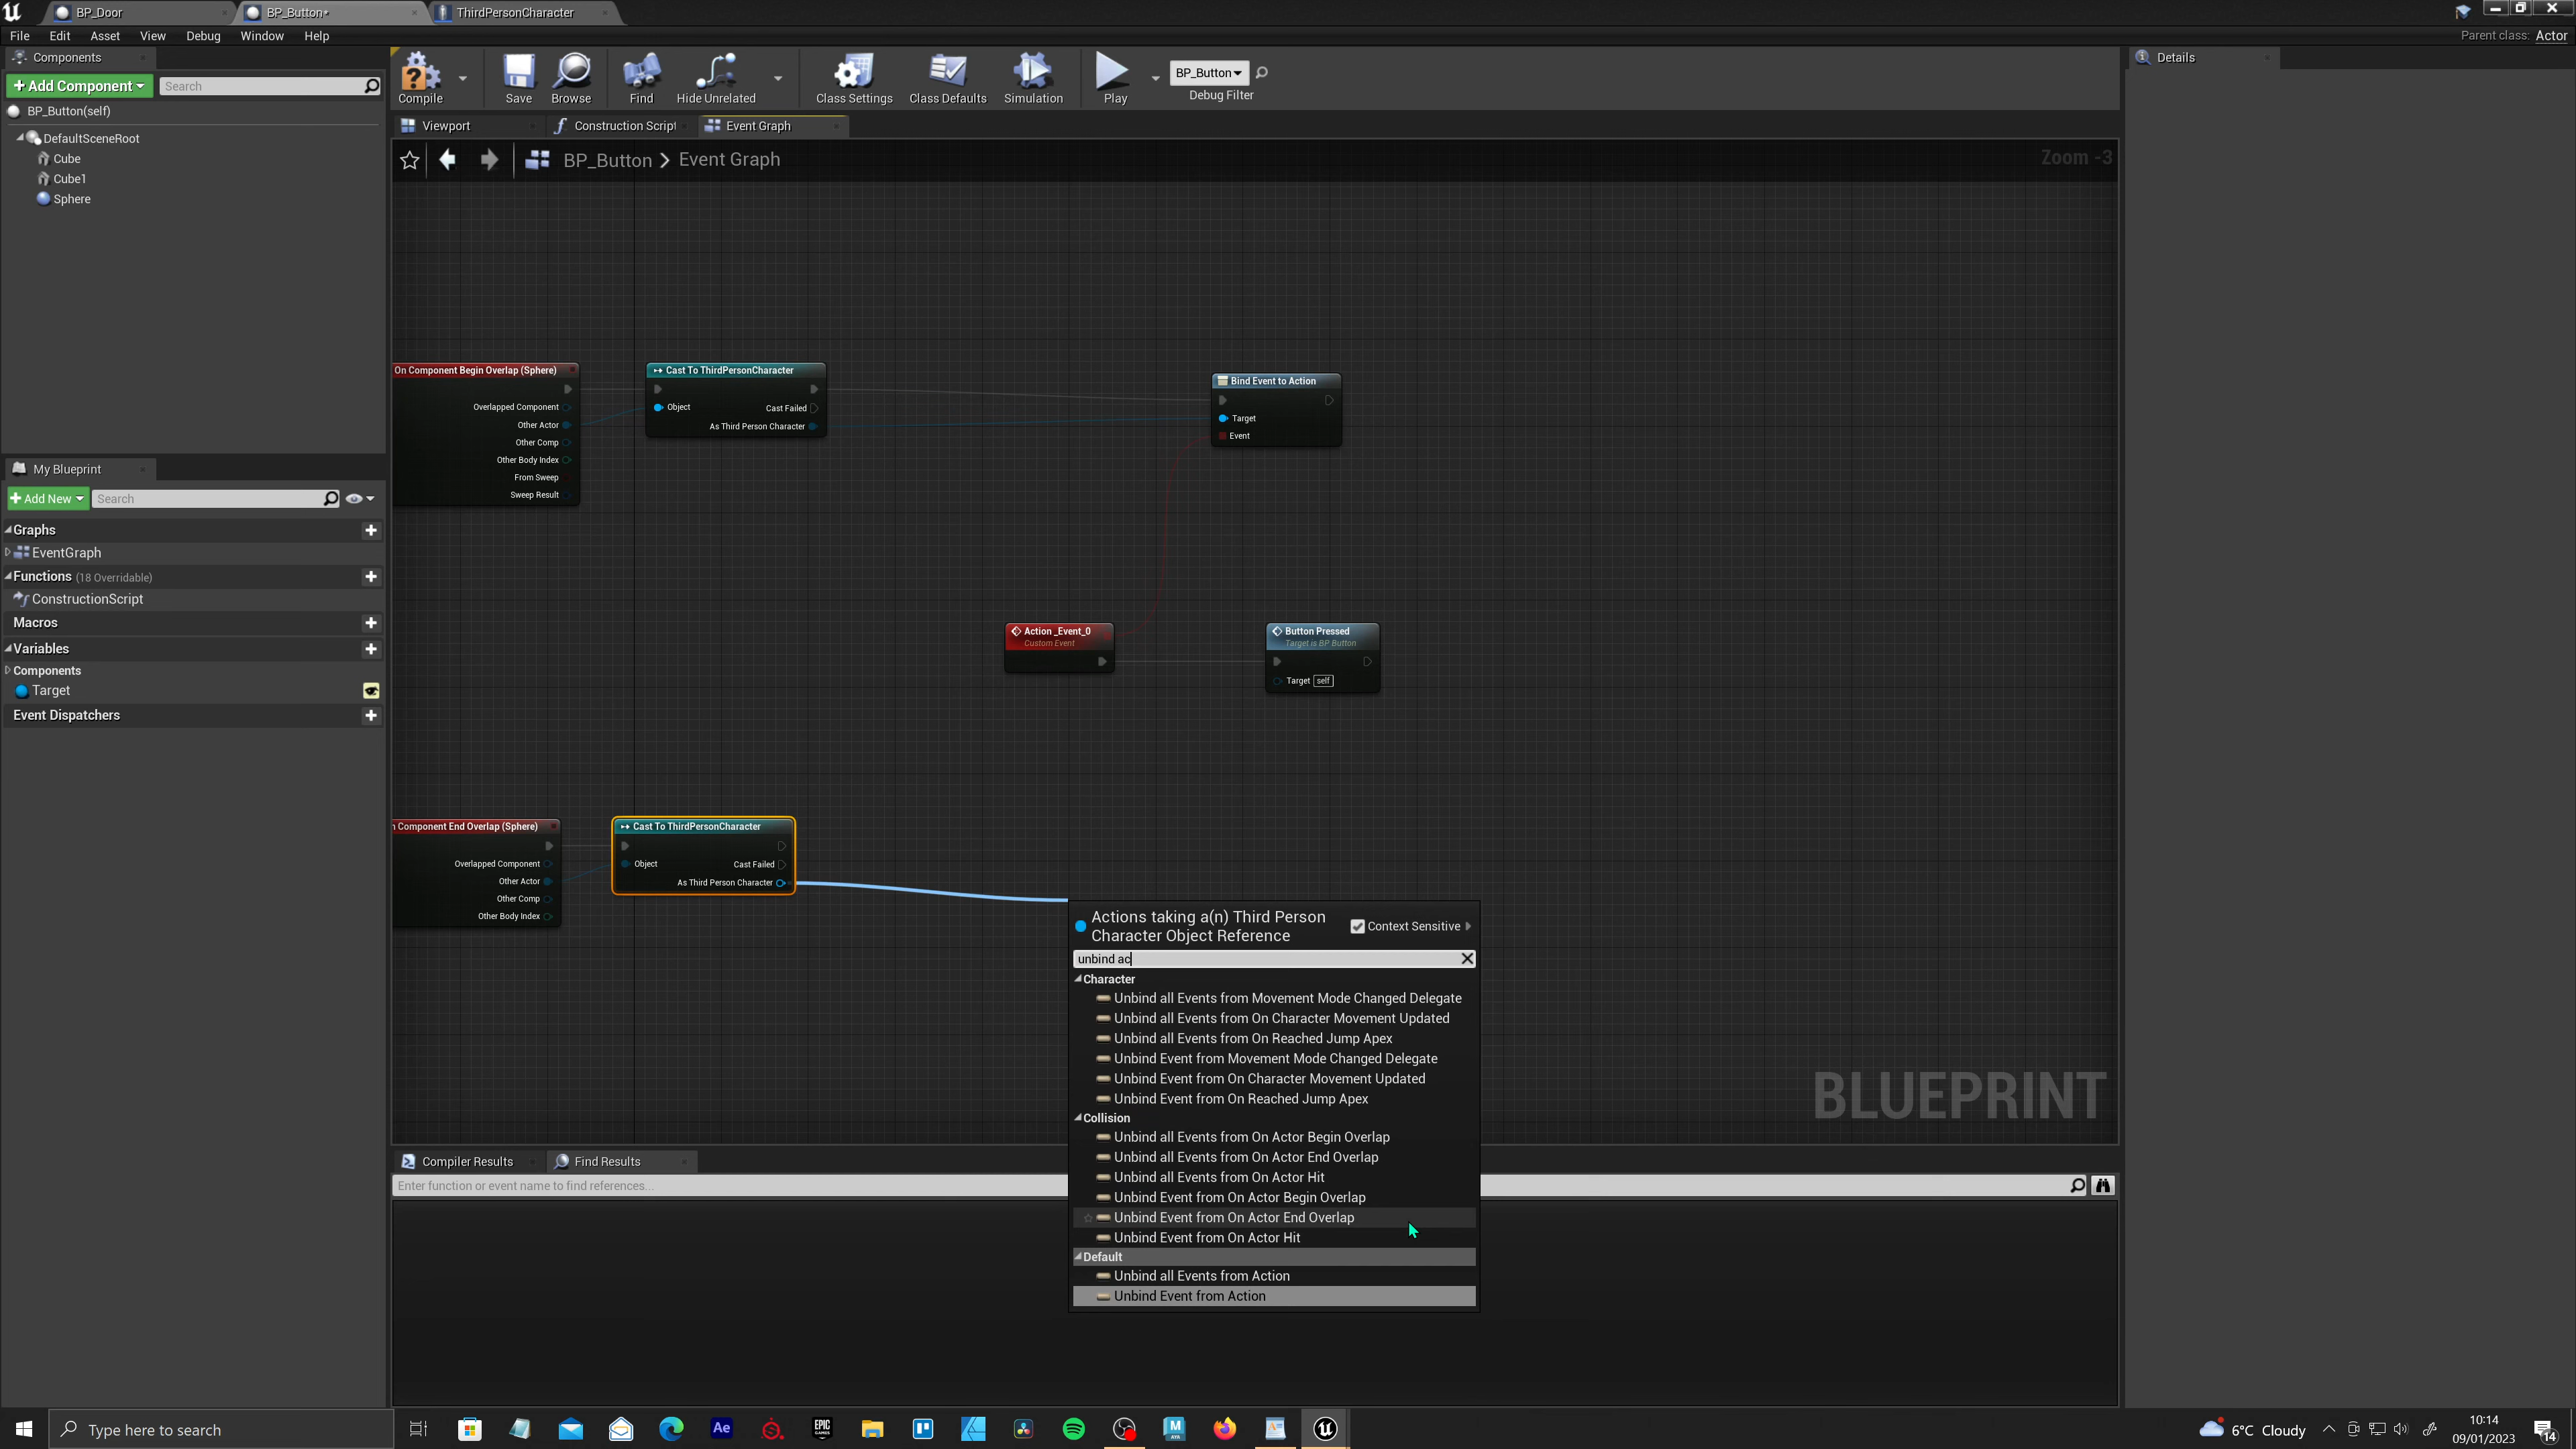 BP_Door
BP_Button*
ThirdPersonCharacter
File Edit Asset View Debug Window Help
Parent class: Actor
Components
Add Component
Search
BP_Button(self)
DefaultSceneRoot
Cube
Cube1
Sphere
Compile
Save
Browse
Find
Hide Unrelated
Class Settings
Class Defaults
Simulation
Play
BP_Button
Debug Filter
Details
Viewport
Construction Script
Event Graph
BP_Button > Event Graph
Zoom -3
My Blueprint
Add New
Search
Graphs
EventGraph
Functions (18 Overridable)
ConstructionScript
Macros
Variables
Components
Target
Event Dispatchers
On Component Begin Overlap (Sphere)
Overlapped Component
Other Actor
Other Comp
Other Body Index
From Sweep
Sweep Result
Cast To ThirdPersonCharacter
Object
Cast Failed
As Third Person Character
Bind Event to Action
Target
Event
Action _Event_0
Custom Event
Button Pressed
Target is BP Button
Target self
n Component End Overlap (Sphere)
Overlapped Component
Other Actor
Other Comp
Other Body Index
Cast To ThirdPersonCharacter
Object
Cast Failed
As Third Person Character
Actions taking a(n) Third Person
Character Object Reference
Context Sensitive
unbind ac
Character
Unbind all Events from Movement Mode Changed Delegate
Unbind all Events from On Character Movement Updated
Unbind all Events from On Reached Jump Apex
Unbind Event from Movement Mode Changed Delegate
Unbind Event from On Character Movement Updated
Unbind Event from On Reached Jump Apex
Collision
Unbind all Events from On Actor Begin Overlap
Unbind all Events from On Actor End Overlap
Unbind all Events from On Actor Hit
Unbind Event from On Actor Begin Overlap
Unbind Event from On Actor End Overlap
Unbind Event from On Actor Hit
Default
Unbind all Events from Action
Unbind Event from Action
BLUEPRINT
Compiler Results
Find Results
Enter function or event name to find references...
Type here to search
Ae
EPIC GAMES
M
6°C Cloudy
10:14
09/01/2023
14